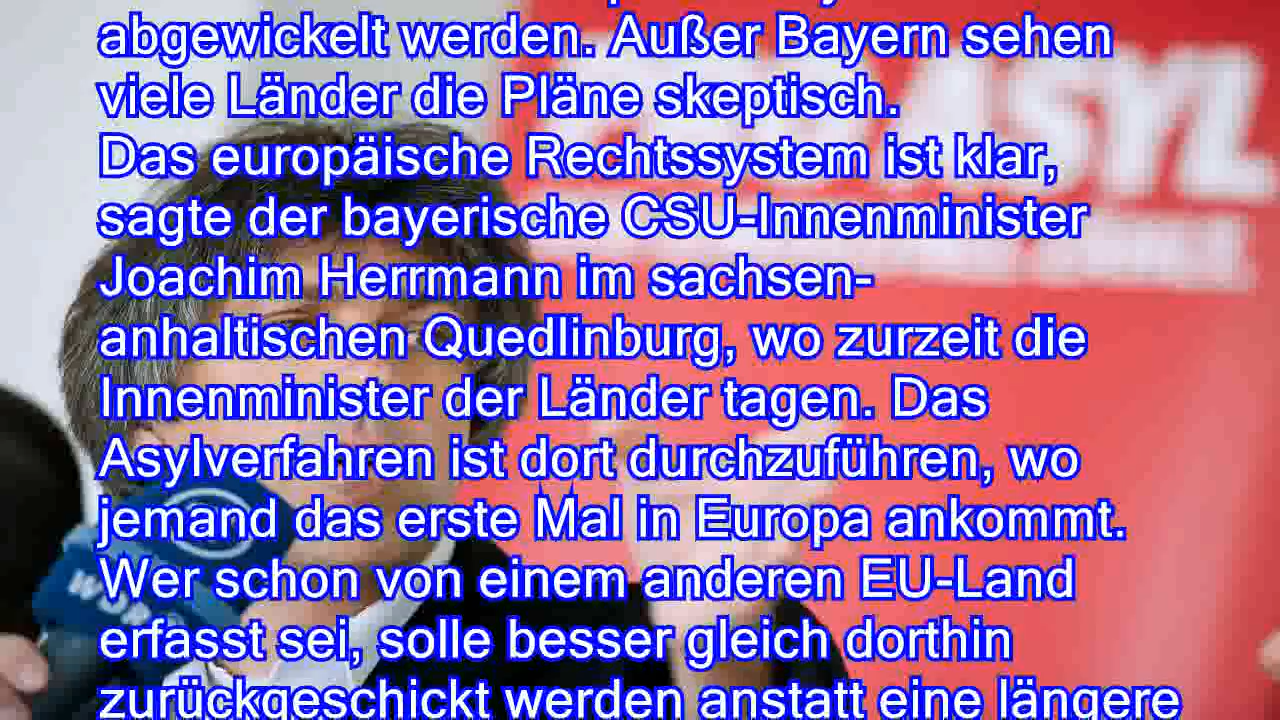 abgewickelt werden. Außer Bayern sehen
viele Länder die Pläne skeptisch.
Das europäische Rechtssystem ist klar,
sagte der bayerische CSU-Innenminister
Joachim Herrmann im sachsen-
anhaltischen Quedlinburg, wo zurzeit die
Innenminister der Länder tagen. Das
Asylverfahren ist dort durchzuführen, wo
jemand das erste Mal in Europa ankommt.
Wer schon von einem anderen EU-Land
erfasst sei, solle besser gleich dorthin
zurückgeschickt werden anstatt eine längere
ASYL